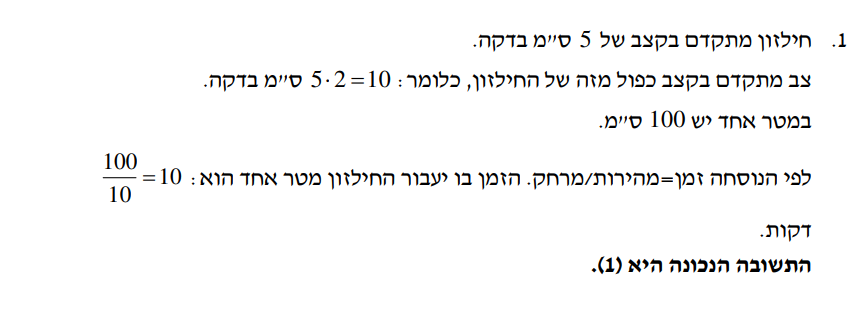 1. חילזון מתקדם בקצב של 5 ס״מ בדקה.
צב מתקדם בקצב כפול מזה של החילזון, כלומר: 5·2=10 ס״מ בדקה.
במטר אחד יש 100 ס״מ.
לפי הנוסחה זמן=מהירות/מרחק. הזמן בו יעבור החילזון מטר אחד הוא: 100/10=10
דקות.
התשובה הנכונה היא (1).